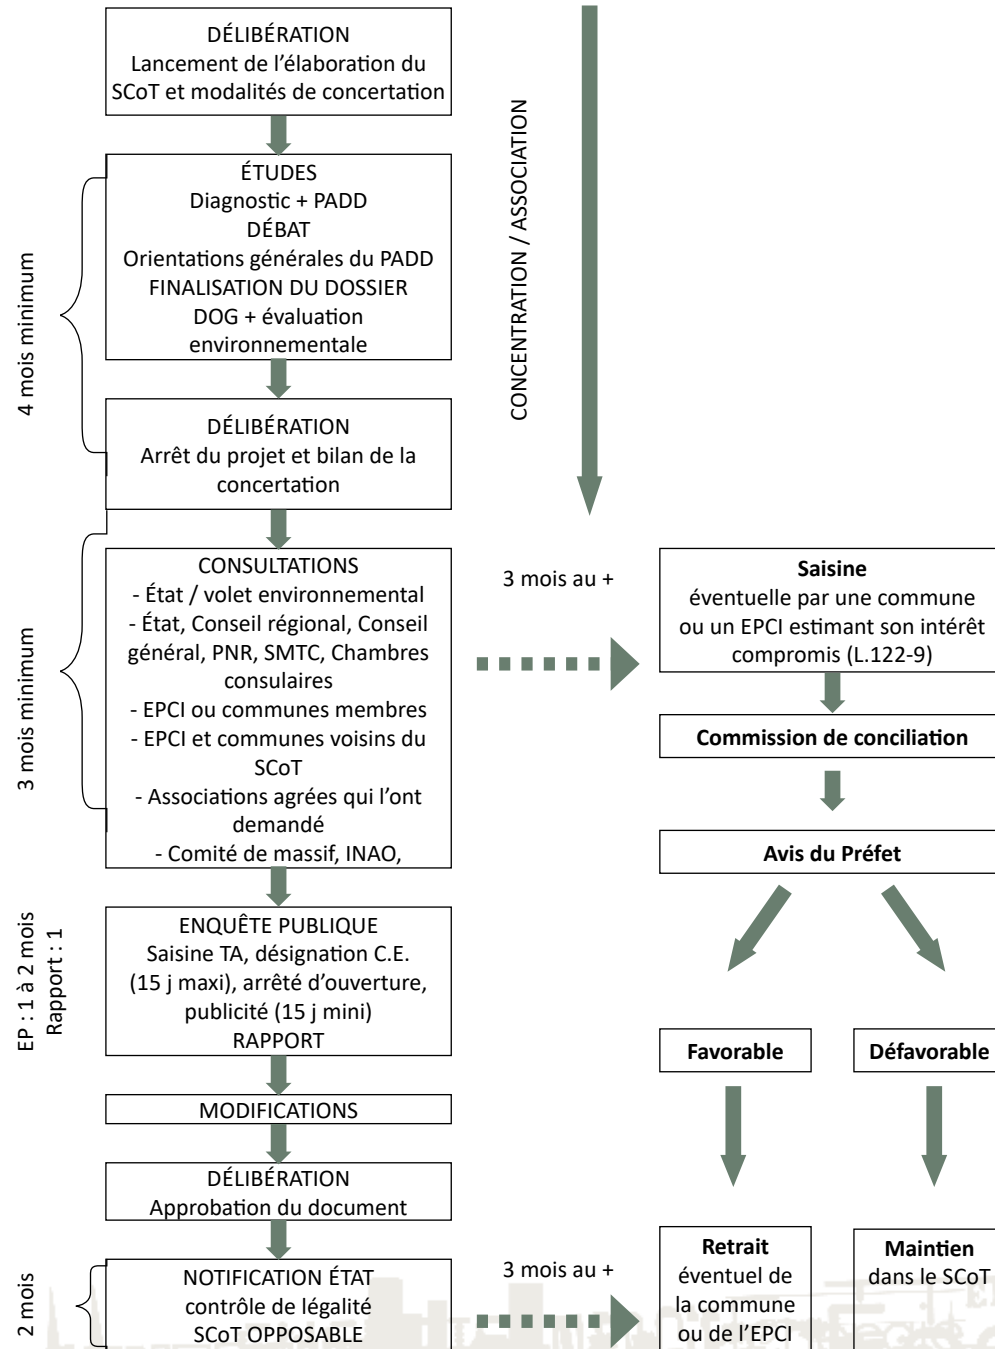 DÉLIBÉRATION
Lancement de l’élaboration du
SCoT et modalités de concertation
4 mois minimum
ÉTUDES
Diagnostic + PADD
DÉBAT
Orientations générales du PADD
FINALISATION DU DOSSIER
DOG + évaluation
environnementale
DÉLIBÉRATION
Arrêt du projet et bilan de la
concertation
CONCENTRATION / ASSOCIATION
3 mois minimum
CONSULTATIONS
- État / volet environnemental
- État, Conseil régional, Conseil
général, PNR, SMTC, Chambres
consulaires
- EPCI ou communes membres
- EPCI et communes voisins du
SCoT
- Associations agrées qui l’ont
demandé
- Comité de massif, INAO,
3 mois au +
Saisine
éventuelle par une commune
ou un EPCI estimant son intérêt
compromis (L.122-9)
Commission de conciliation
Avis du Préfet
EP : 1 à 2 mois
Rapport : 1
ENQUÊTE PUBLIQUE
Saisine TA, désignation C.E.
(15 j maxi), arrêté d’ouverture,
publicité (15 j mini)
RAPPORT
Favorable
Défavorable
MODIFICATIONS
DÉLIBÉRATION
Approbation du document
2 mois
NOTIFICATION ÉTAT
contrôle de légalité
SCoT OPPOSABLE
3 mois au +
Retrait
éventuel de
la commune
ou de l’EPCI
Maintien
dans le SCoT